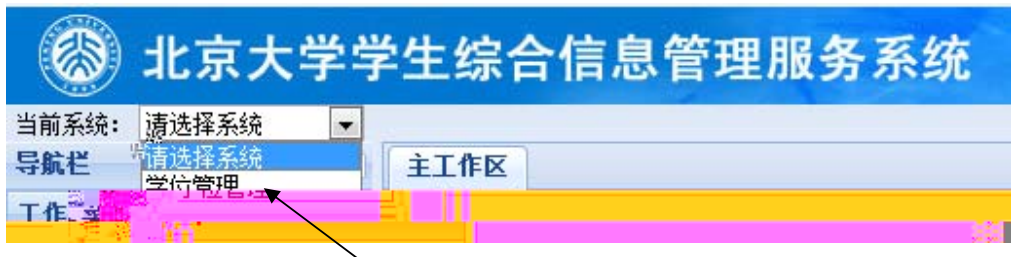 北京大学学生综合信息管理服务系统
当前系统： 请选择系统
导航栏 请选择系统 主工作区
学位管理
工作